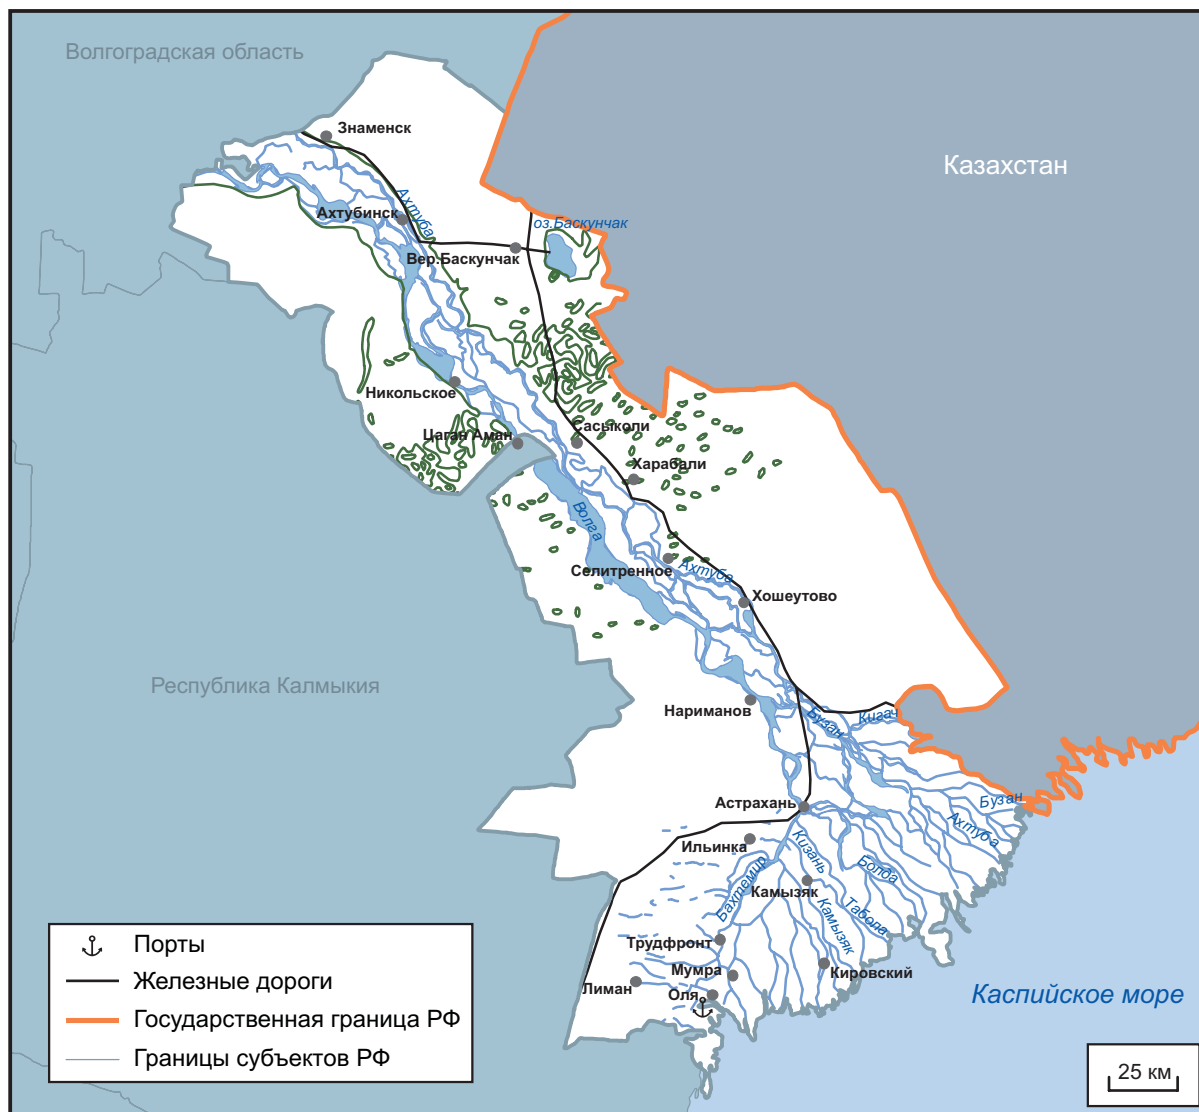 Волгоградская область
Знаменск
Казахстан
Ахтуба
Ахтубинск
оз.Баскунчак
Вер.Баскунчак
Никольское
Цаган Аман
Сасыколи
Харабали
Волга
Селитренное
Ахтуба
Хошеутово
Республика Калмыкия
Нариманов
Бузан
Кигач
Астрахань
Бузан
Ахтуба
Ильинка
Кизань
Бахтемир
Камызяк
Болда
Табола
Камызяк
Трудфронт
Мумра
Кировский
Лиман
Оля
Каспийское море
Порты
Железные дороги
Государственная граница РФ
Границы субъектов РФ
25 км